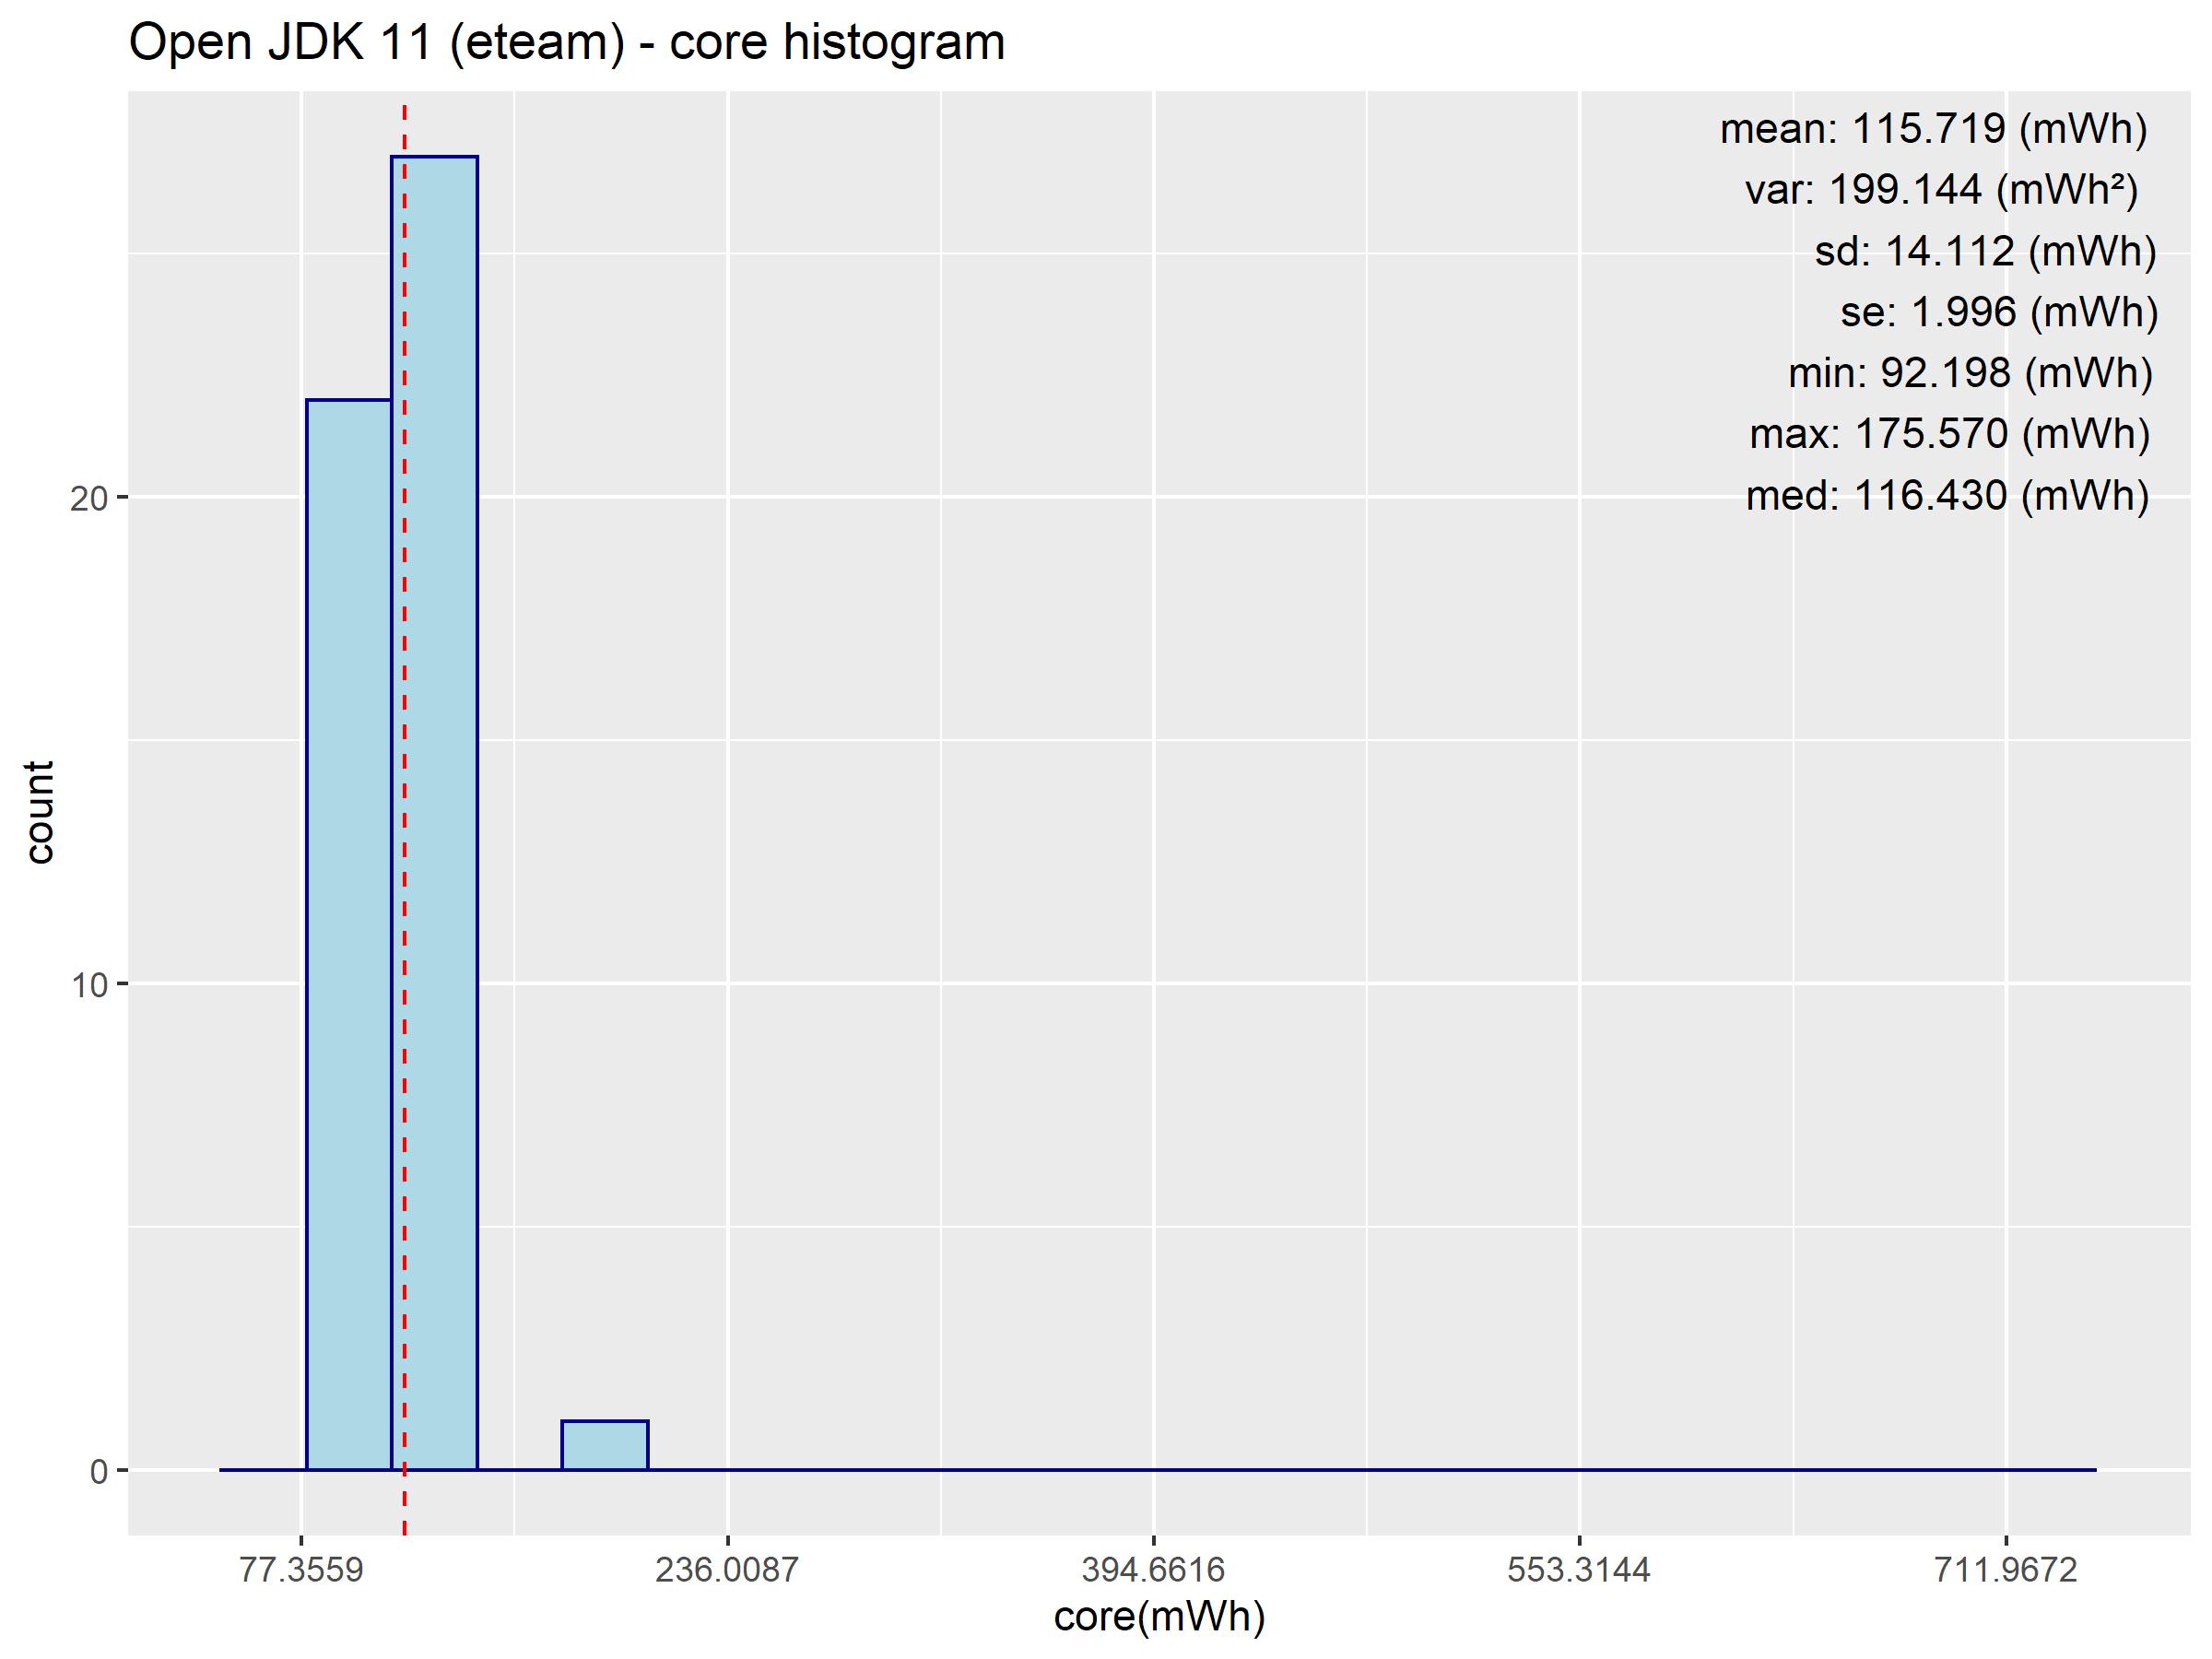 Open JDK 11 (eteam) - core histogram
mean: 115.719 (mWh)
var: 199.144 (mWh²)
sd: 14.112 (mWh)
se: 1.996 (mWh)
min: 92.198 (mWh)
max: 175.570 (mWh)
med: 116.430 (mWh)
20
10
0
count
77.3559 236.0087 394.6616 553.3144 711.9672
core(mWh)